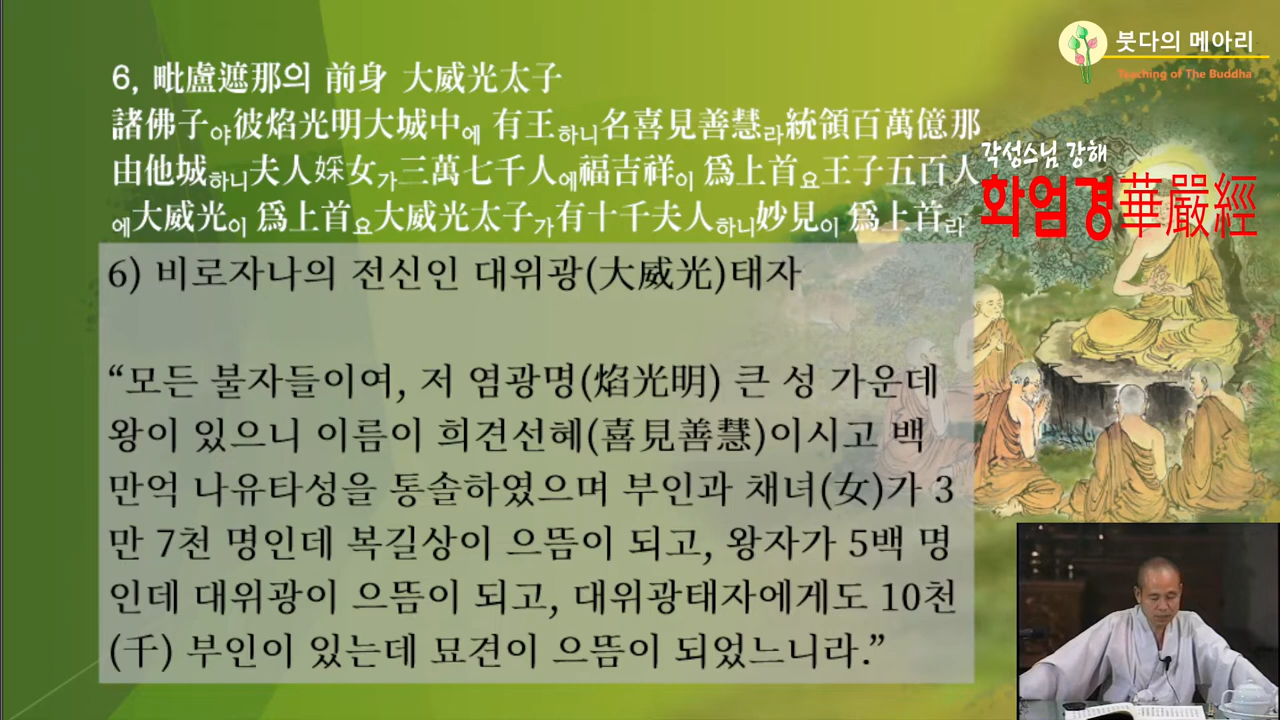 붓다의 메아리
Teaching of The Buddha
6, 毗盧遮那의 前身 大威光太子
諸佛子야彼焰光明大城中에 有王하니名喜見善慧라統領百萬億那
由他城하니夫人婇女가三萬七千人에福吉祥이 爲上首요王子五百人
에大威光이 爲上首요大威光太子가有十千夫人하니妙見이 爲上首라
각성스님 강해
화엄경華嚴經
6) 비로자나의 전신인 대위광(大威光)태자
“모든 불자들이여, 저 염광명(焰光明) 큰 성 가운데
왕이 있으니 이름이 희견선혜(喜見善慧)이시고 백
만억 나유타성을 통솔하였으며 부인과 채녀(女)가 3
만 7천 명인데 복길상이 으뜸이 되고, 왕자가 5백 명
인데 대위광이 으뜸이 되고, 대위광태자에게도 10천
(千) 부인이 있는데 묘견이 으뜸이 되었느니라.”